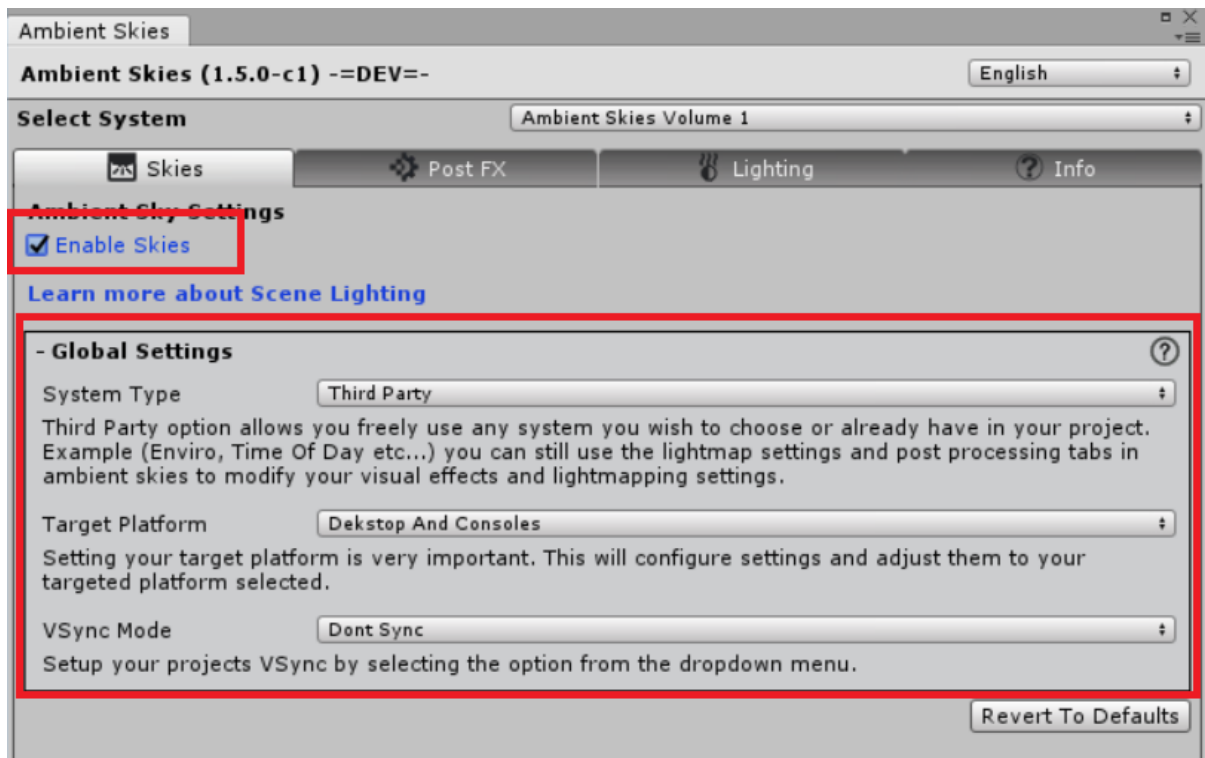 Ambient Skies
Ambient Skies (1.5.0-c1) -=DEV=-
English
Select System
Ambient Skies Volume 1
Skies
Post FX
Lighting
? Info
Ambient Sky Settings
Enable Skies
Learn more about Scene Lighting
- Global Settings
?
System Type
Third Party
Third Party option allows you freely use any system you wish to choose or already have in your project.
Example (Enviro, Time Of Day etc...) you can still use the lightmap settings and post processing tabs in
ambient skies to modify your visual effects and lightmapping settings.
Target Platform
Dekstop And Consoles
Setting your target platform is very important. This will configure settings and adjust them to your
targeted platform selected.
VSync Mode
Dont Sync
Setup your projects VSync by selecting the option from the dropdown menu.
Revert To Defaults